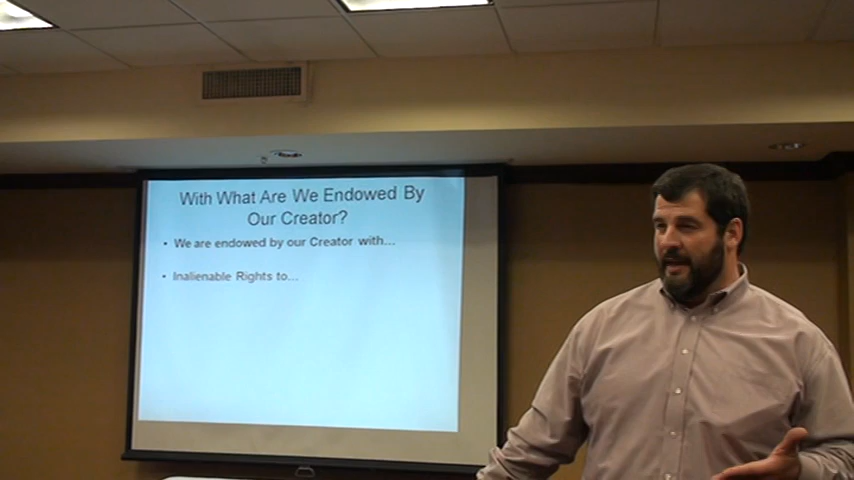 With What Are We Endowed By
Our Creator?
• We are endowed by our Creator with...
• Inalienable Rights to...